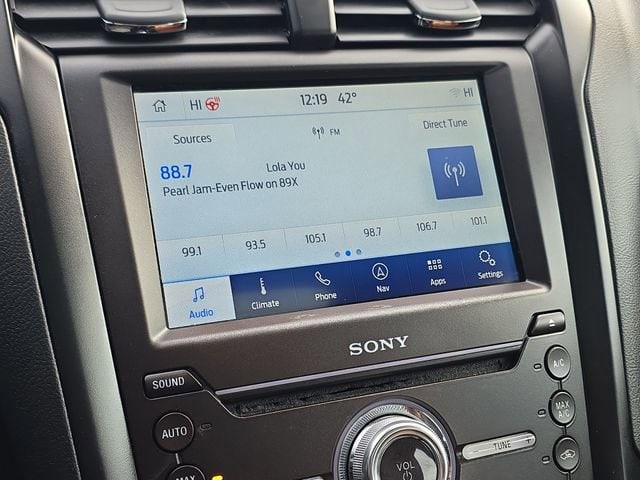 HI 12:19 42° HI
Sources FM Direct Tune
88.7 Lola You
Pearl Jam-Even Flow on 89X
99.1 93.5 105.1 98.7 106.7 101.1
Audio Climate Phone Nav Apps Settings
SONY
SOUND
A/C
AUTO
MAX A/C
TUNE +
VOL
MAX